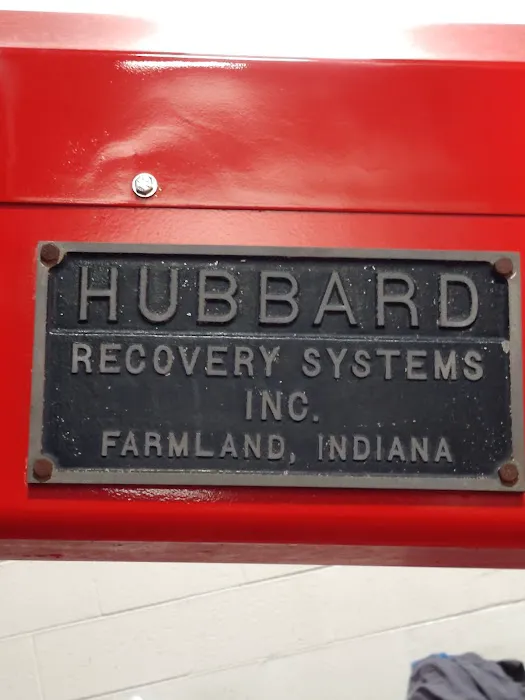 HUBBARD
RECOVERY SYSTEMS
INC.
FARMLAND, INDIANA